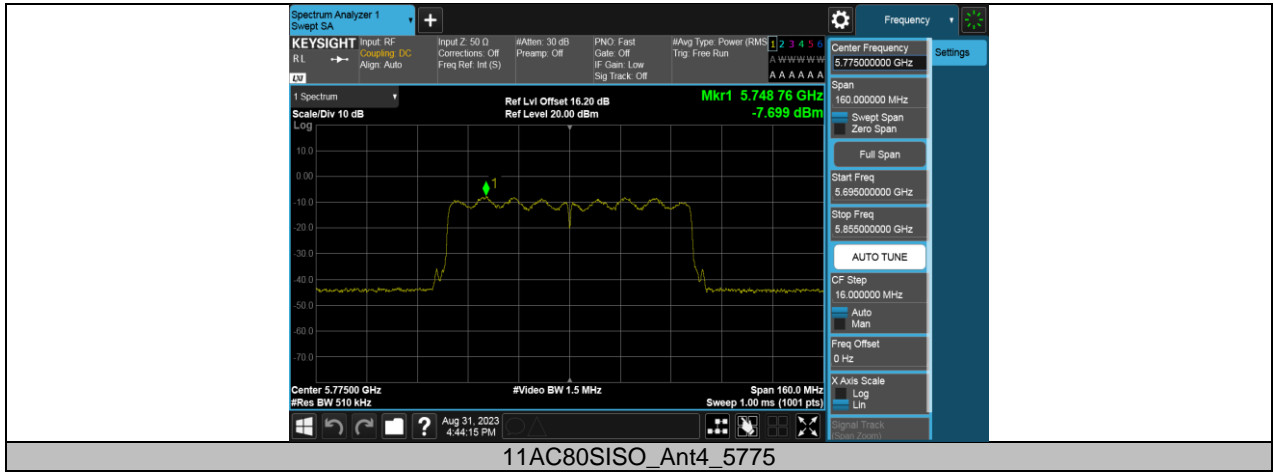 Spectrum Analyzer 1
Swept SA
Frequency
KEYSIGHT
RL
LXI
Input: RF
Coupling: DC
Align: Auto
Input Z: 50 Ω
Corrections: Off
Freq Ref: Int (S)
#Atten: 30 dB
Preamp: Off
PNO: Fast
Gate: Off
IF Gain: Low
Sig Track: Off
#Avg Type: Power (RMS
Trig: Free Run
1 2 3 4 5 6
A W W W W W
A A A A A A
1 Spectrum
Scale/Div 10 dB
Ref Lvl Offset 16.20 dB
Ref Level 20.00 dBm
Mkr1 5.748 76 GHz
-7.699 dBm
Log
10.0
0.00
-10.0
-20.0
-30.0
-40.0
-50.0
-60.0
-70.0
1
Center 5.77500 GHz
#Res BW 510 kHz
#Video BW 1.5 MHz
Span 160.0 MHz
Sweep 1.00 ms (1001 pts)
Settings
Center Frequency
5.775000000 GHz
Span
160.000000 MHz
Swept Span
Zero Span
Full Span
Start Freq
5.695000000 GHz
Stop Freq
5.855000000 GHz
AUTO TUNE
CF Step
16.000000 MHz
Auto
Man
Freq Offset
0 Hz
X Axis Scale
Log
Lin
Signal Track
(Span Zoom)
?
Aug 31, 2023
4:44:15 PM
11AC80SISO_Ant4_5775